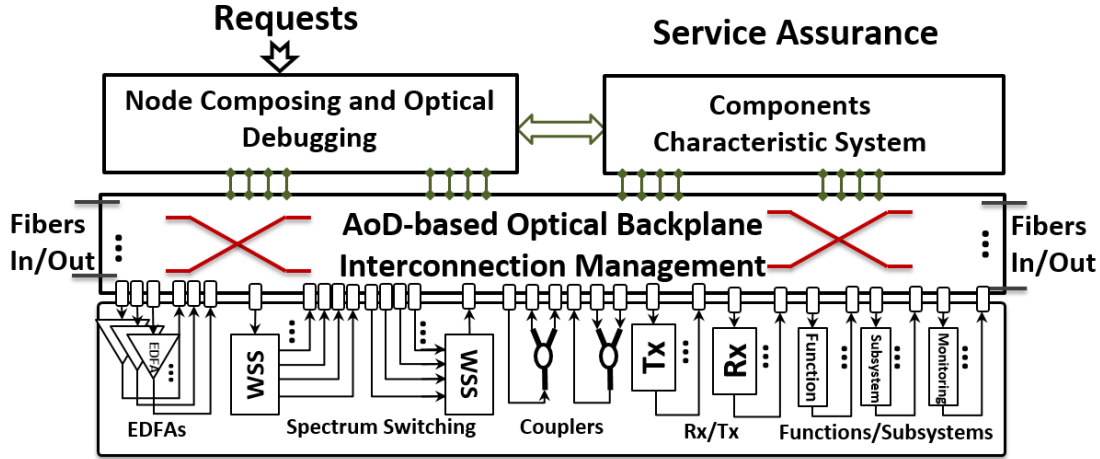 Requests
Service Assurance
Node Composing and Optical
Debugging
Components
Characteristic System
Fibers
In/Out
AoD-based Optical Backplane
Interconnection Management
Fibers
In/Out
EDFA
WSS
WSS
Tx
Rx
Function
Subsystem
Monitoring
EDFAs
Spectrum Switching
Couplers
Rx/Tx
Functions/Subsystems